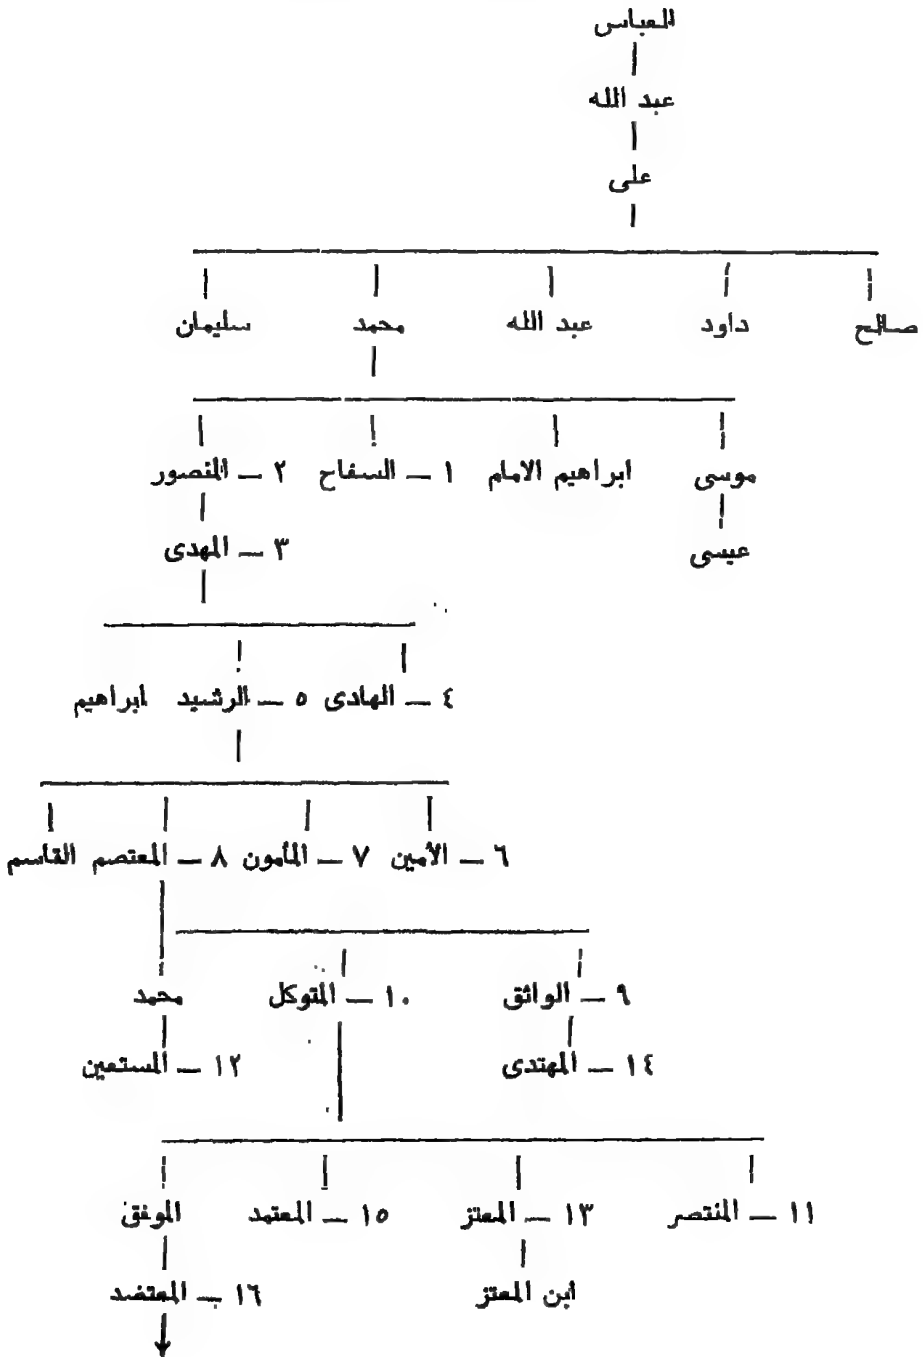 العباس
عبد الله
على
صالح داود عبد الله محمد سليمان
موسى ابراهيم الامام ١ — السفاح ٢ — المنصور
عيسى ٣ — المهدى
٤ — الهادى ٥ — الرشيد ابراهيم
٦ — الأمين ٧ — المأمون ٨ — المعتصم القاسم
٩ — الواثق ١٠ — المتوكل محمد
١٤ — المهتدى ١٢ — المستعين
١١ — المنتصر ١٣ — المعتز ١٥ — المعتمد الموفق
ابن المعتز ١٦ — المعتضد